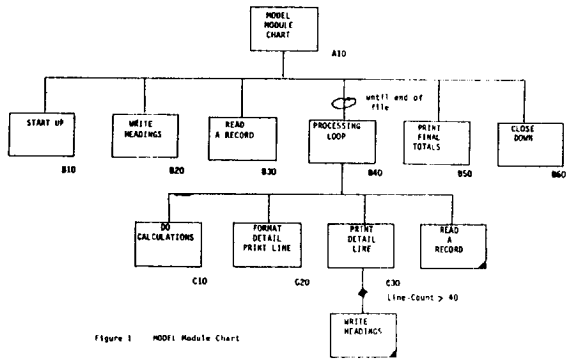 MODEL
MODULE
CHART
A10
until end of
file
START UP
WRITE
HEADINGS
READ
A RECORD
PROCESSING
LOOP
PRINT
FINAL
TOTALS
CLOSE
DOWN
B10
B20
B30
B40
B50
B60
DO
CALCULATIONS
FORMAT
DETAIL
PRINT LINE
PRINT
DETAIL
LINE
READ
A
RECORD
C10
G20
C30
Line-Count > 40
WRITE
HEADINGS
Figure 1 MODEL Module Chart